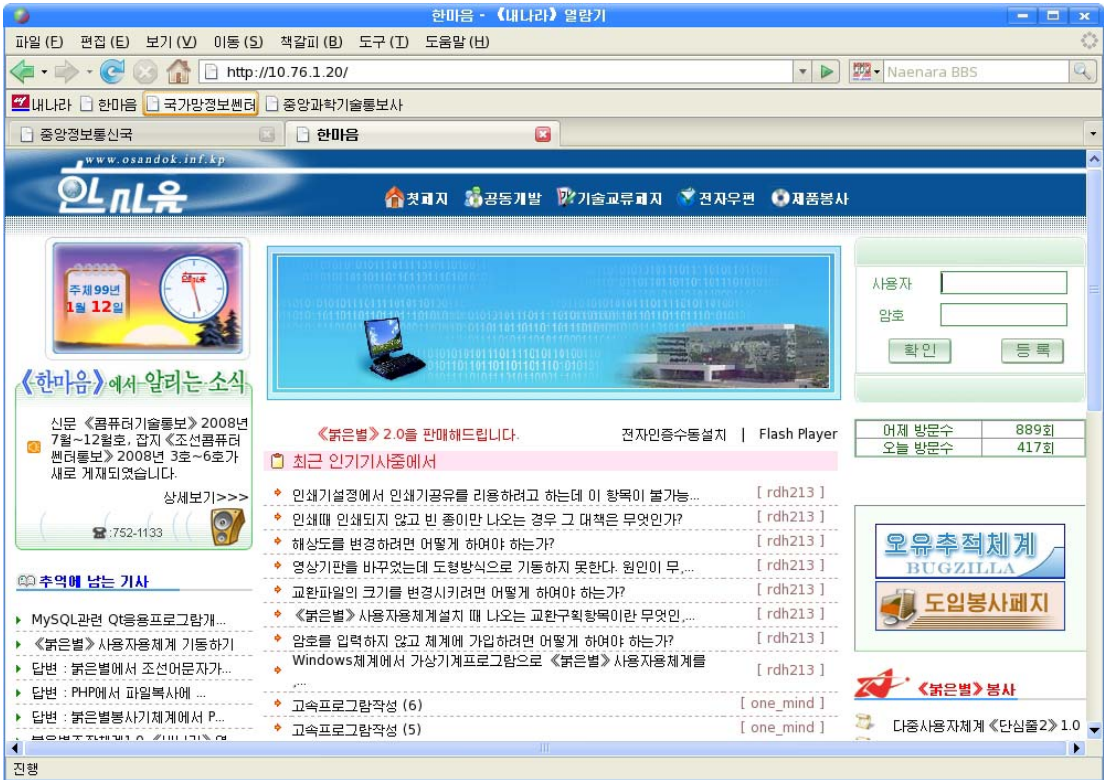 한마음 - 《내나라》 열람기
파일 (F) 편집 (E) 보기 (V) 이동 (S) 책갈피 (B) 도구 (T) 도움말 (H)
http://10.76.1.20/
Naenara BBS
내나라 한마음 국가망정보쎈터 중앙과학기술통보사
중앙정보통신국 한마음
www.osandok.inf.kp
한마음
첫페지 공동개발 기술교류페지 전자우편 제품봉사
주체99년
1월 12일
《한마음》에서 알리는 소식
신문 《콤퓨터기술통보》 2008년
7월~12월호, 잡지 《조선콤퓨터
쎈터통보》 2008년 3호~6호가
새로 게재되였습니다.
상세보기>>>
☎:752-1133
추억에 남는 기사
MySQL관련 Qt응용프로그람개...
《붉은별》 사용자용체계 기동하기
답변 : 붉은별에서 조선어문자가...
답변 : PHP에서 파일복사에 ...
답변 : 붉은별봉사기체계에서 P...
《붉은별》 2.0을 판매해드립니다.
전자인증수동설치 | Flash Player
최근 인기기사중에서
인쇄기설정에서 인쇄기공유를 리용하려고 하는데 이 항목이 불가능... [ rdh213 ]
인쇄때 인쇄되지 않고 빈 종이만 나오는 경우 그 대책은 무엇인가? [ rdh213 ]
해상도를 변경하려면 어떻게 하여야 하는가? [ rdh213 ]
영상기판을 바꾸었는데 도형방식으로 기동하지 못한다. 원인이 무,... [ rdh213 ]
교환파일의 크기를 변경시키려면 어떻게 하여야 하는가? [ rdh213 ]
《붉은별》 사용자용체계설치 때 나오는 교환구획항목이란 무엇인,... [ rdh213 ]
암호를 입력하지 않고 체계에 가입하려면 어떻게 하여야 하는가? [ rdh213 ]
Windows체계에서 가상기계프로그람으로 《붉은별》 사용자용체계를
,... [ rdh213 ]
고속프로그람작성 (6) [ one_mind ]
고속프로그람작성 (5) [ one_mind ]
사용자
암호
확인 등록
어제 방문수 889회
오늘 방문수 417회
오유추적체계
BUGZILLA
도입봉사페지
《붉은별》 봉사
다중사용자체계 《단심줄2》 1.0
진행